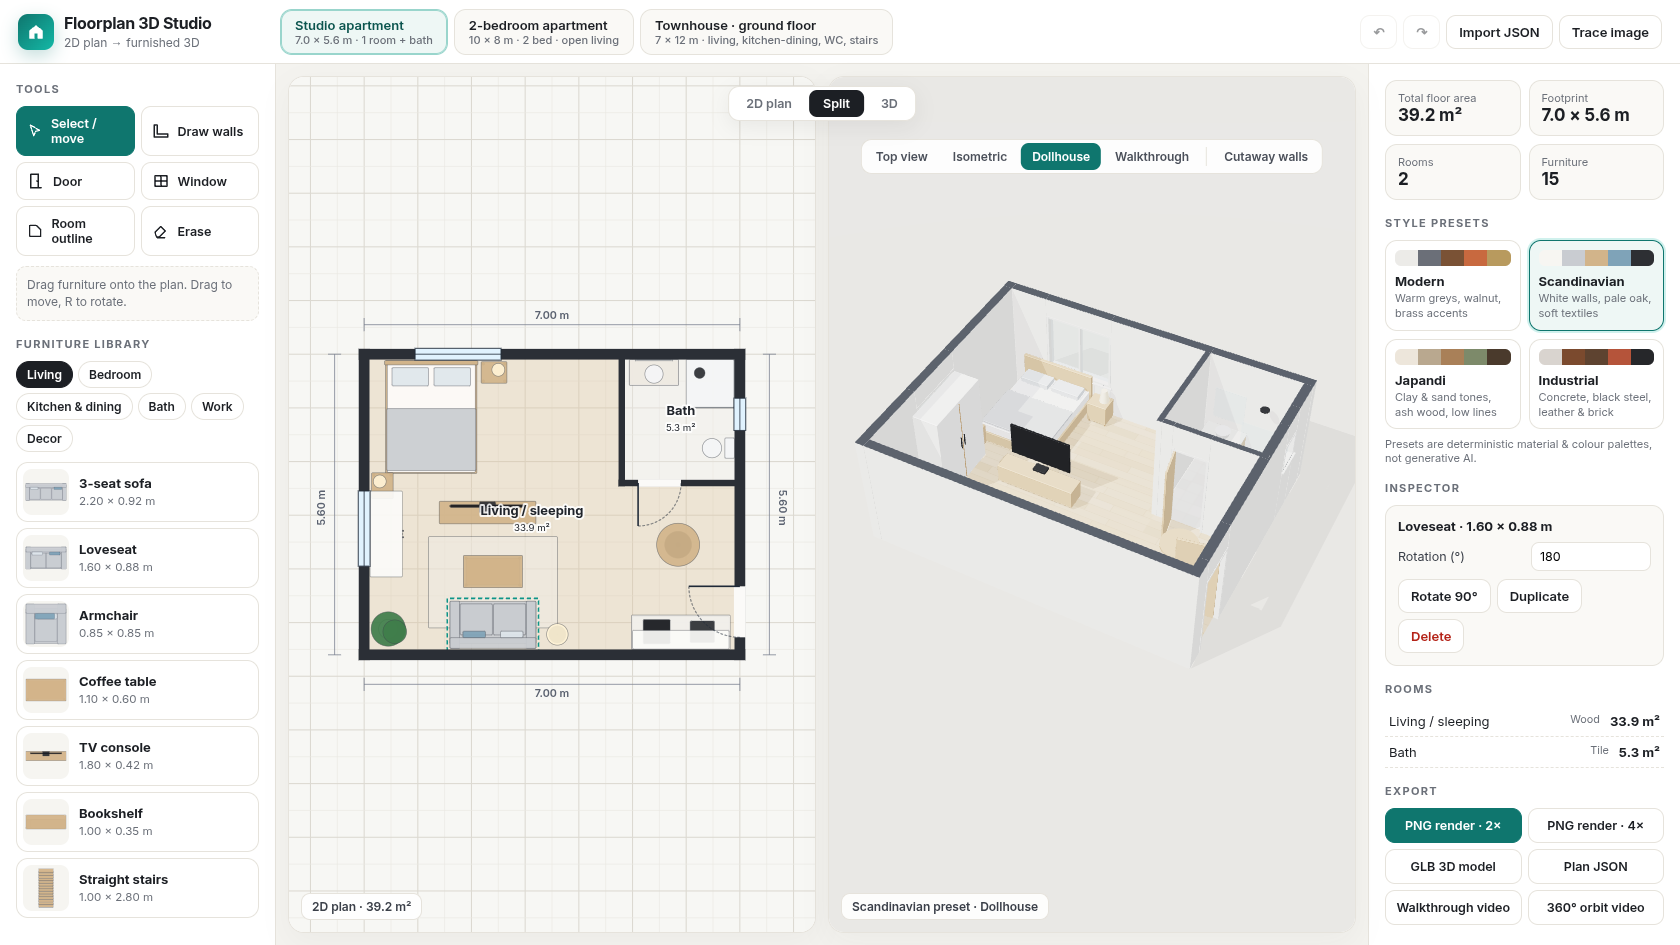 Floorplan 3D Studio
2D plan → furnished 3D
Studio apartment
7.0 × 5.6 m · 1 room + bath
2-bedroom apartment
10 × 8 m · 2 bed · open living
Townhouse · ground floor
7 × 12 m · living, kitchen-dining, WC, stairs
↶
↷
Import JSON
Trace image
TOOLS
Select /
move
Draw walls
Door
Window
Room
outline
Erase
Drag furniture onto the plan. Drag to
move, R to rotate.
FURNITURE LIBRARY
Living
Bedroom
Kitchen & dining
Bath
Work
Decor
3-seat sofa
2.20 × 0.92 m
Loveseat
1.60 × 0.88 m
Armchair
0.85 × 0.85 m
Coffee table
1.10 × 0.60 m
TV console
1.80 × 0.42 m
Bookshelf
1.00 × 0.35 m
Straight stairs
1.00 × 2.80 m
2D plan
Split
3D
7.00 m
5.60 m
Bath
5.3 m²
Living / sleeping
33.9 m²
5.60 m
7.00 m
2D plan · 39.2 m²
Top view
Isometric
Dollhouse
Walkthrough
Cutaway walls
Scandinavian preset · Dollhouse
Total floor area
39.2 m²
Footprint
7.0 × 5.6 m
Rooms
2
Furniture
15
STYLE PRESETS
Modern
Warm greys, walnut,
brass accents
Scandinavian
White walls, pale oak,
soft textiles
Japandi
Clay & sand tones,
ash wood, low lines
Industrial
Concrete, black steel,
leather & brick
Presets are deterministic material & colour palettes,
not generative AI.
INSPECTOR
Loveseat · 1.60 × 0.88 m
Rotation (°)
180
Rotate 90°
Duplicate
Delete
ROOMS
Living / sleeping
Wood
33.9 m²
Bath
Tile
5.3 m²
EXPORT
PNG render · 2×
PNG render · 4×
GLB 3D model
Plan JSON
Walkthrough video
360° orbit video